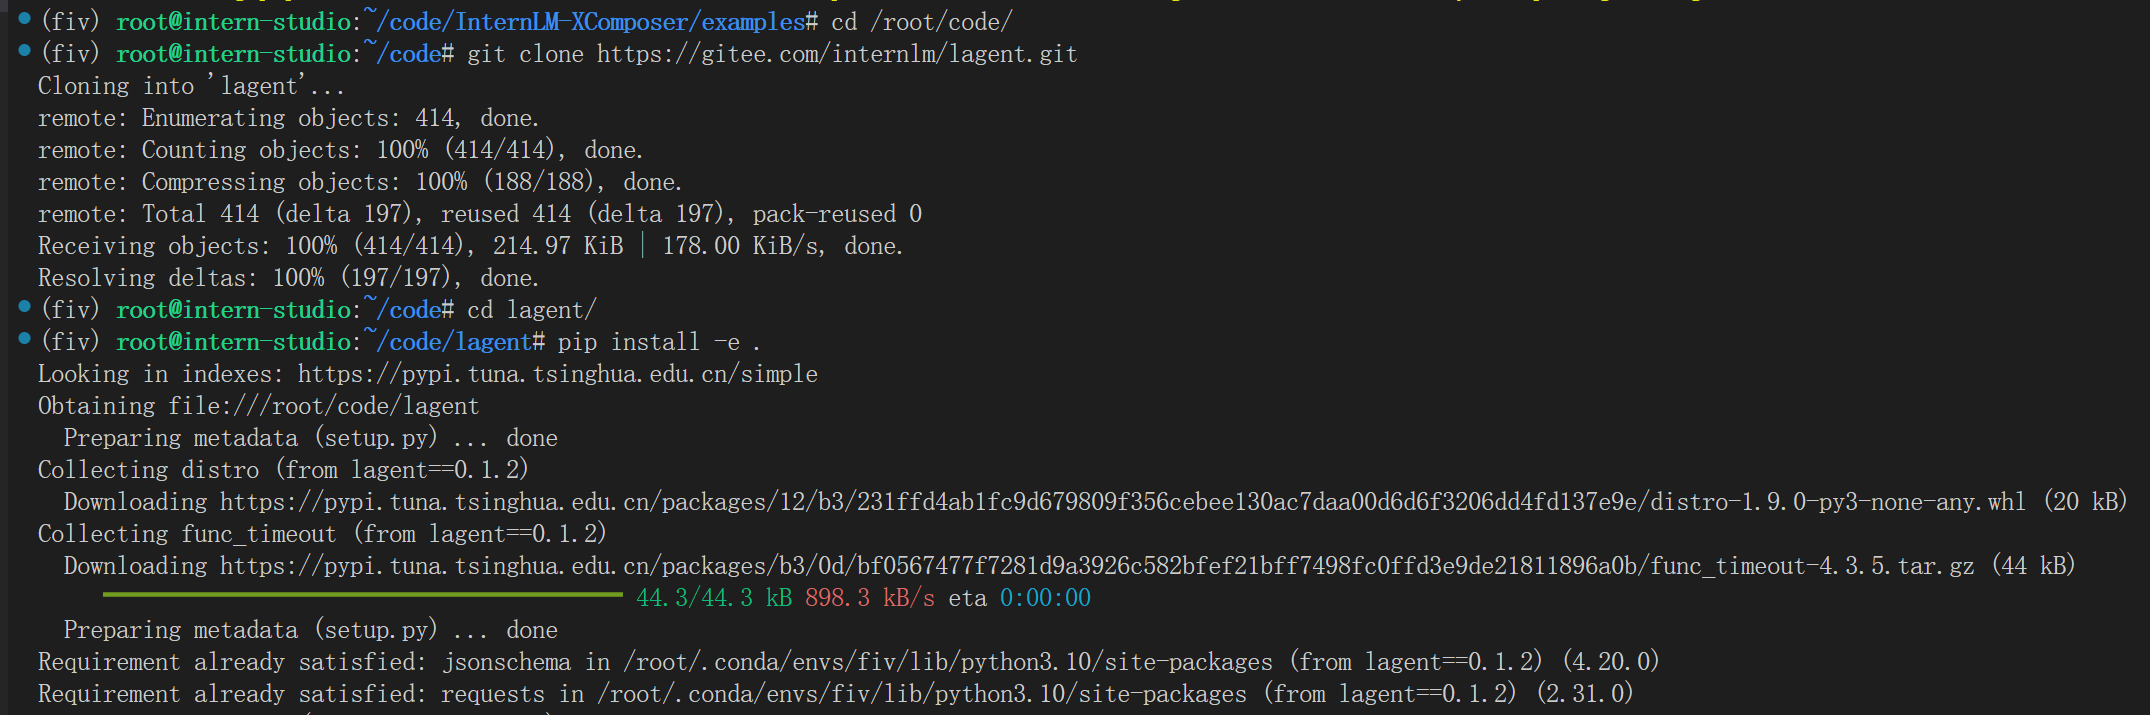 (fiv) root@intern-studio:~/code/InternLM-XComposer/examples# cd /root/code/
(fiv) root@intern-studio:~/code# git clone https://gitee.com/internlm/lagent.git
Cloning into 'lagent'...
remote: Enumerating objects: 414, done.
remote: Counting objects: 100% (414/414), done.
remote: Compressing objects: 100% (188/188), done.
remote: Total 414 (delta 197), reused 414 (delta 197), pack-reused 0
Receiving objects: 100% (414/414), 214.97 KiB | 178.00 KiB/s, done.
Resolving deltas: 100% (197/197), done.
(fiv) root@intern-studio:~/code# cd lagent/
(fiv) root@intern-studio:~/code/lagent# pip install -e .
Looking in indexes: https://pypi.tuna.tsinghua.edu.cn/simple
Obtaining file:///root/code/lagent
Preparing metadata (setup.py) ... done
Collecting distro (from lagent==0.1.2)
Downloading https://pypi.tuna.tsinghua.edu.cn/packages/12/b3/231ffd4ab1fc9d679809f356cebee130ac7daa00d6d6f3206dd4fd137e9e/distro-1.9.0-py3-none-any.whl (20 kB)
Collecting func_timeout (from lagent==0.1.2)
Downloading https://pypi.tuna.tsinghua.edu.cn/packages/b3/0d/bf0567477f7281d9a3926c582bfef21bff7498fc0ffd3e9de21811896a0b/func_timeout-4.3.5.tar.gz (44 kB)
44.3/44.3 kB 898.3 kB/s eta 0:00:00
Preparing metadata (setup.py) ... done
Requirement already satisfied: jsonschema in /root/.conda/envs/fiv/lib/python3.10/site-packages (from lagent==0.1.2) (4.20.0)
Requirement already satisfied: requests in /root/.conda/envs/fiv/lib/python3.10/site-packages (from lagent==0.1.2) (2.31.0)